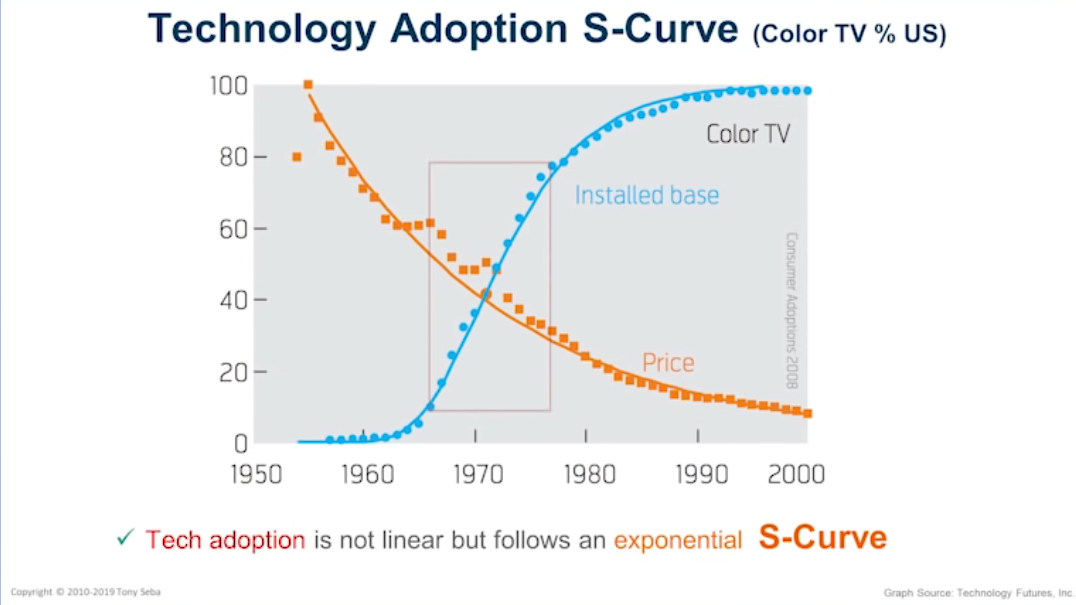 Technology Adoption S-Curve (Color TV % US)
100
80
60
40
20
0
Color TV
Installed base
Price
Consumer Adoptions 2008
1950 1960 1970 1980 1990 2000
✓ Tech adoption is not linear but follows an exponential S-Curve
Copyright © 2010-2019 Tony Seba
Graph Source: Technology Futures, Inc.